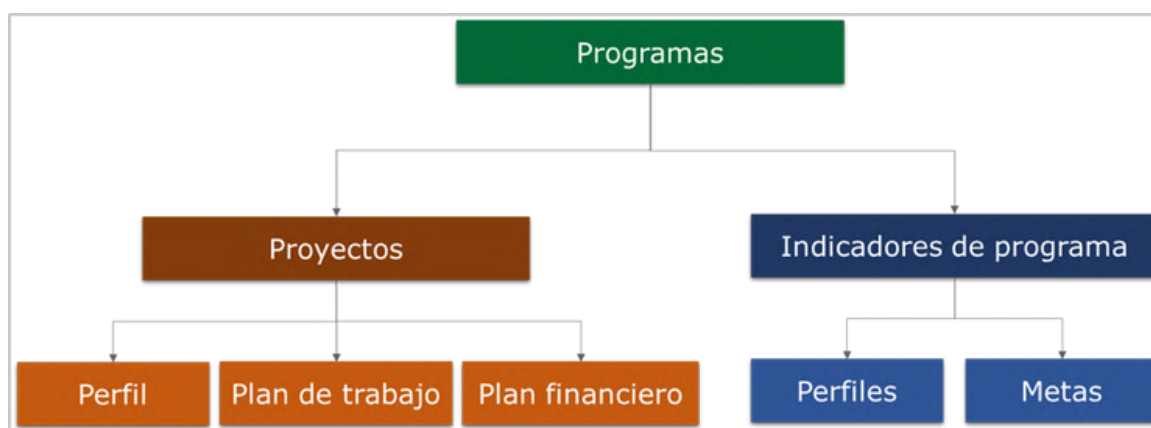 Programas
Proyectos
Indicadores de programa
Perfil
Plan de trabajo
Plan financiero
Perfiles
Metas